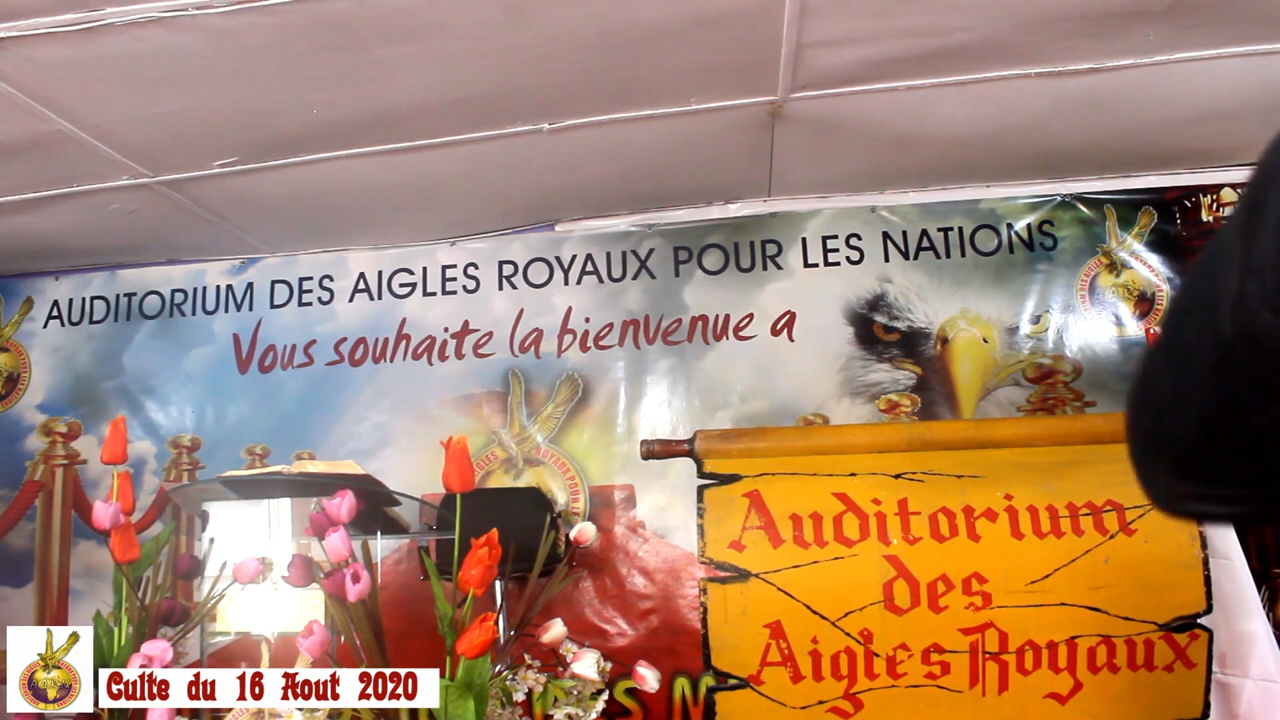 AUDITORIUM DES AIGLES ROYAUX POUR LES NATIONS
Vous souhaite la bienvenue a
Auditorium
des
Aigles Royaux
Culte du 16 Aout 2020